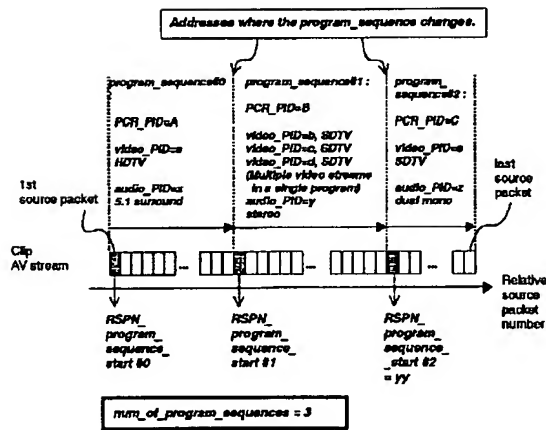 Addresses where the program_sequence changes.
program_sequence#0
PCR_PID=A
video_PID=a
HDTV
audio_PID=x
5.1 surround
program_sequence#1 :
PCR_PID=B
video_PID=b, SDTV
video_PID=c, SDTV
video_PID=d, SDTV
(Multiple video streams
in a single program)
audio_PID=y
stereo
program_
sequence#2 :
PCR_PID=C
video_PID=e
SDTV
audio_PID=z
dual mono
1st
source packet
last
source
packet
Clip
AV stream
...
...
...
Relative
source
packet
number
RSPN_
program_
sequence_
start #0
RSPN_
program_
sequence_
start #1
RSPN_
program_
sequence_
_start #2
= yy
num_of_program_sequences = 3